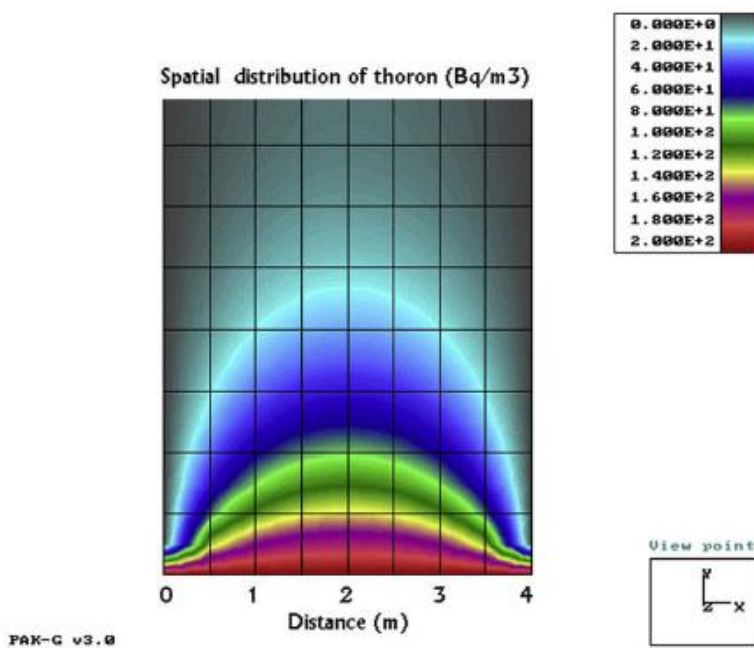 Spatial distribution of thoron (Bq/m3)
0.000E+0
2.000E+1
4.000E+1
6.000E+1
8.000E+1
1.000E+2
1.200E+2
1.400E+2
1.600E+2
1.800E+2
2.000E+2
0 1 2 3 4
Distance (m)
View point
Y
Z X
PAK-G v3.0